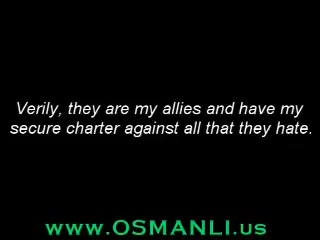 Verily, they are my allies and have my
secure charter against all that they hate.
www.OSMANLI.us